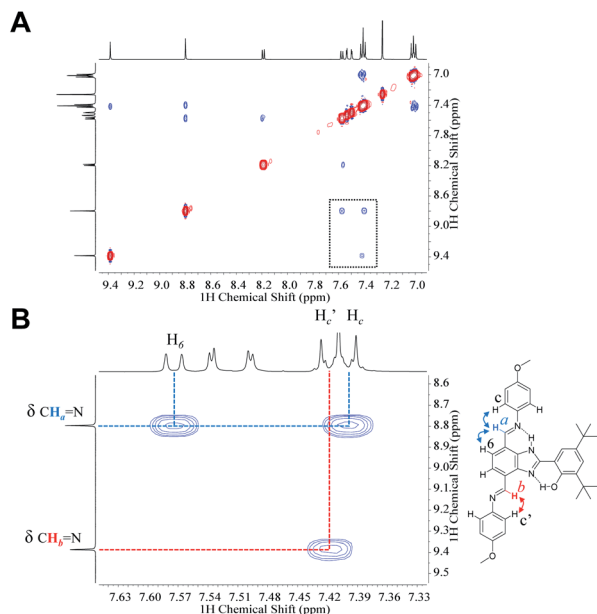 A
7.0
7.4
7.8
8.2
8.6
9.0
9.4
1H Chemical Shift (ppm)
9.4 9.2 9.0 8.8 8.6 8.4 8.2 8.0 7.8 7.6 7.4 7.2 7.0
1H Chemical Shift (ppm)
B
H6
Hc'
Hc
δ CHa=N
δ CHb=N
8.6
8.7
8.8
8.9
9.0
9.1
9.2
9.3
9.4
9.5
1H Chemical Shift (ppm)
7.63 7.60 7.57 7.54 7.51 7.48 7.45 7.42 7.39 7.36 7.33
1H Chemical Shift (ppm)
O
c
H H
H a N
6 H
H N
H N H-O
H b
N H
H H
c'
O